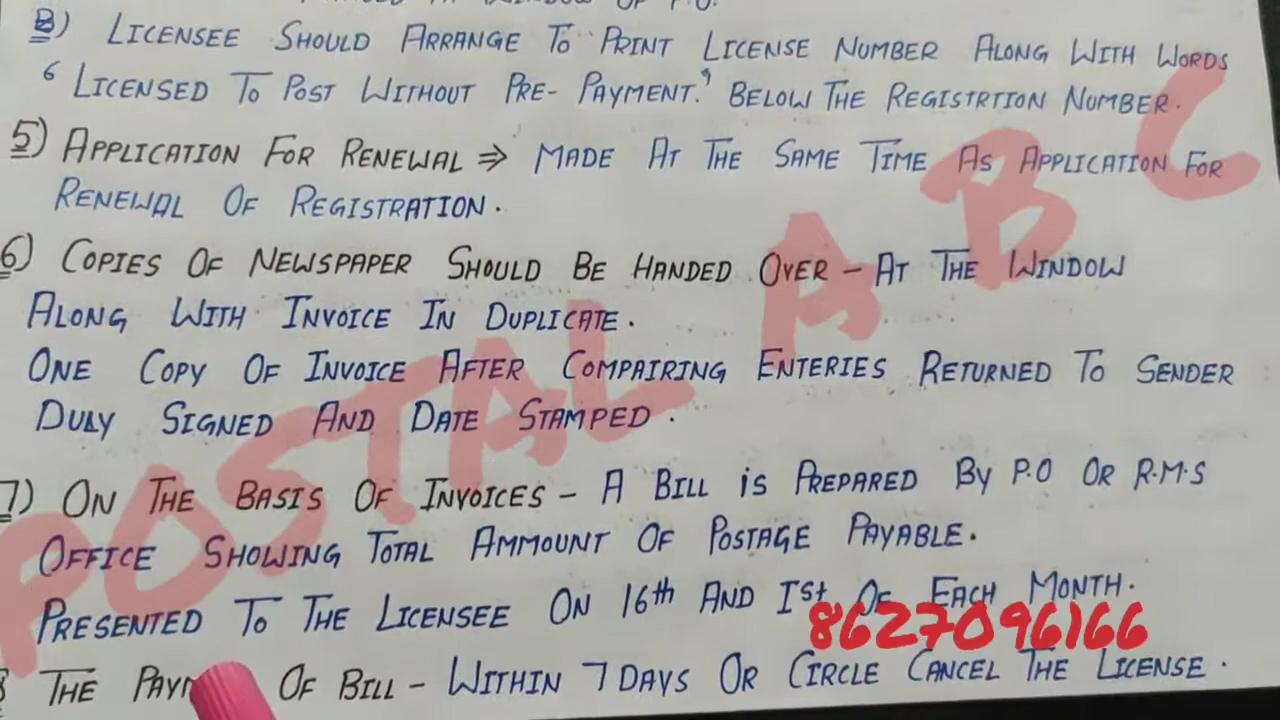 B) LICENSEE SHOULD ARRANGE TO PRINT LICENSE NUMBER ALONG WITH WORDS
‘ LICENSED TO POST WITHOUT PRE- PAYMENT.’ BELOW THE REGISTRTION NUMBER.
5) APPLICATION FOR RENEWAL ⇒ MADE AT THE SAME TIME AS APPLICATION FOR
RENEWAL OF REGISTRATION.
6) COPIES OF NEWSPAPER SHOULD BE HANDED OVER – AT THE WINDOW
ALONG WITH INVOICE IN DUPLICATE.
ONE COPY OF INVOICE AFTER COMPAIRING ENTERIES RETURNED TO SENDER
DULY SIGNED AND DATE STAMPED.
7) ON THE BASIS OF INVOICES – A BILL iS PREPARED BY P.O OR R.M.S
OFFICE SHOWING TOTAL AMMOUNT OF POSTAGE PAYABLE.
PRESENTED TO THE LICENSEE ON 16th AND Ist OF EACH MONTH.
8627096166
THE OF BILL – WITHIN 7 DAYS OR CIRCLE CANCEL THE LICENSE.
POSTAL ABC